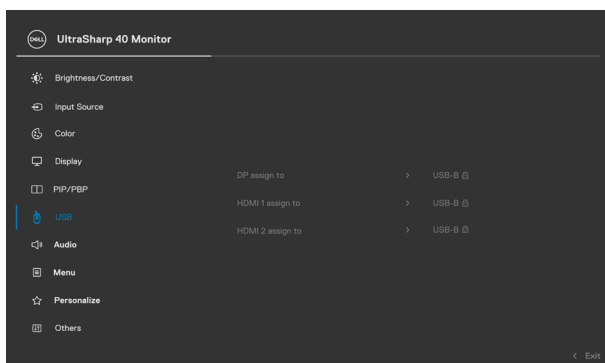 DELL UltraSharp 40 Monitor
Brightness/Contrast
Input Source
Color
Display
DP assign to > USB-B
PIP/PBP
HDMI 1 assign to > USB-B
USB
HDMI 2 assign to > USB-B
Audio
Menu
Personalize
Others
< Exit